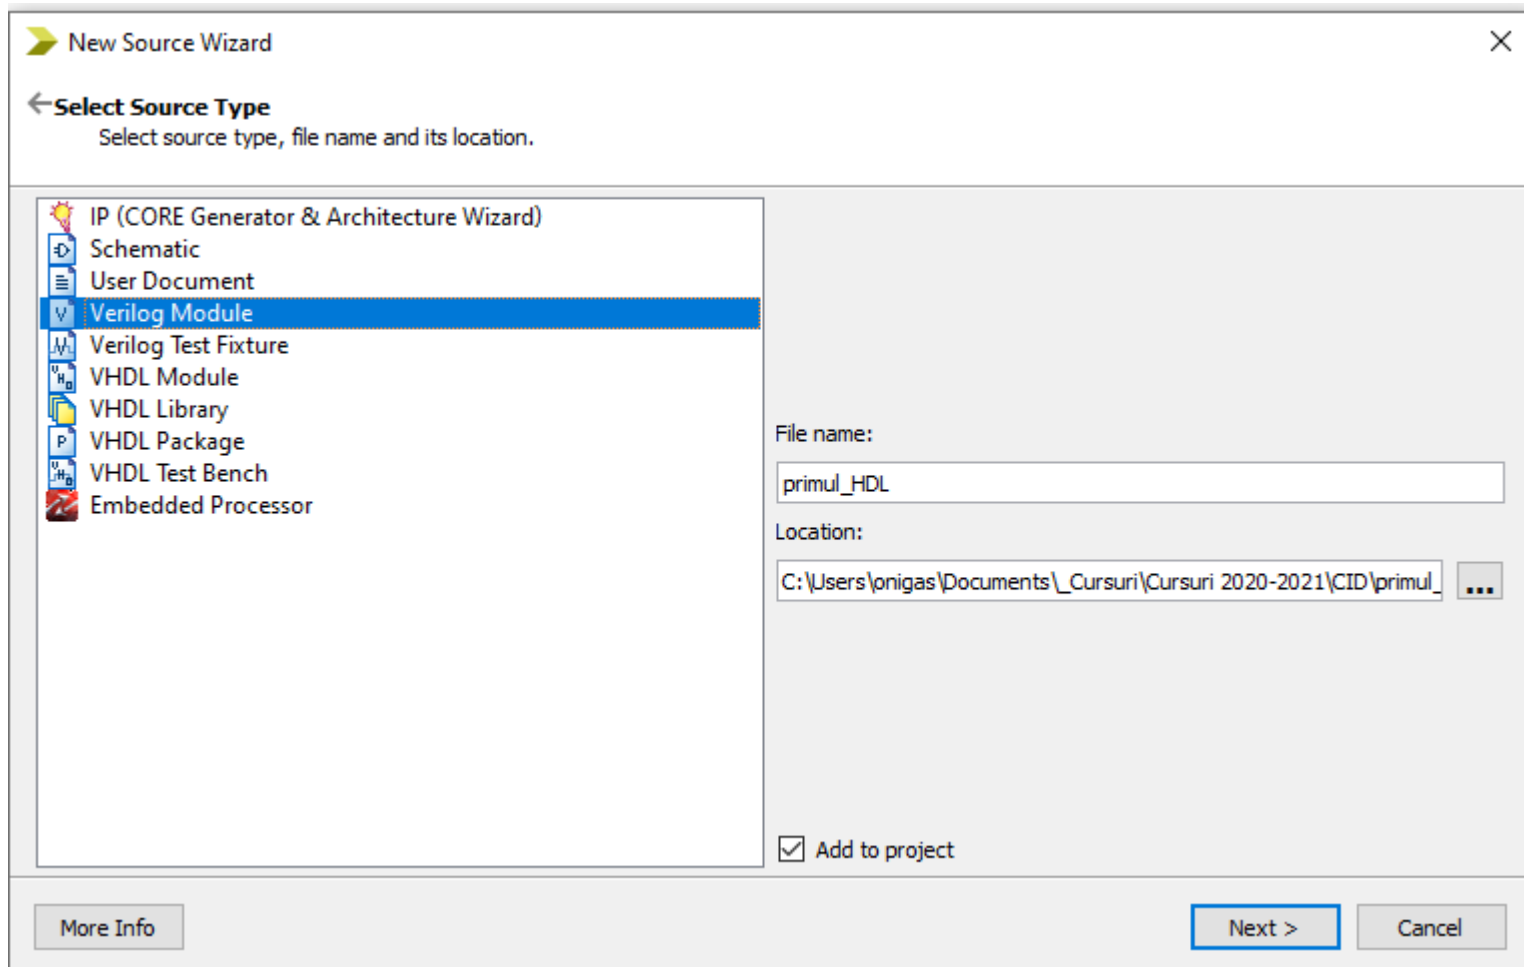 New Source Wizard
Select Source Type
Select source type, file name and its location.
IP (CORE Generator & Architecture Wizard)
Schematic
User Document
Verilog Module
Verilog Test Fixture
VHDL Module
VHDL Library
VHDL Package
VHDL Test Bench
Embedded Processor
File name:
primul_HDL
Location:
C:\Users\onigas\Documents\_Cursuri\Cursuri 2020-2021\CID\primul_
...
Add to project
More Info
Next >
Cancel